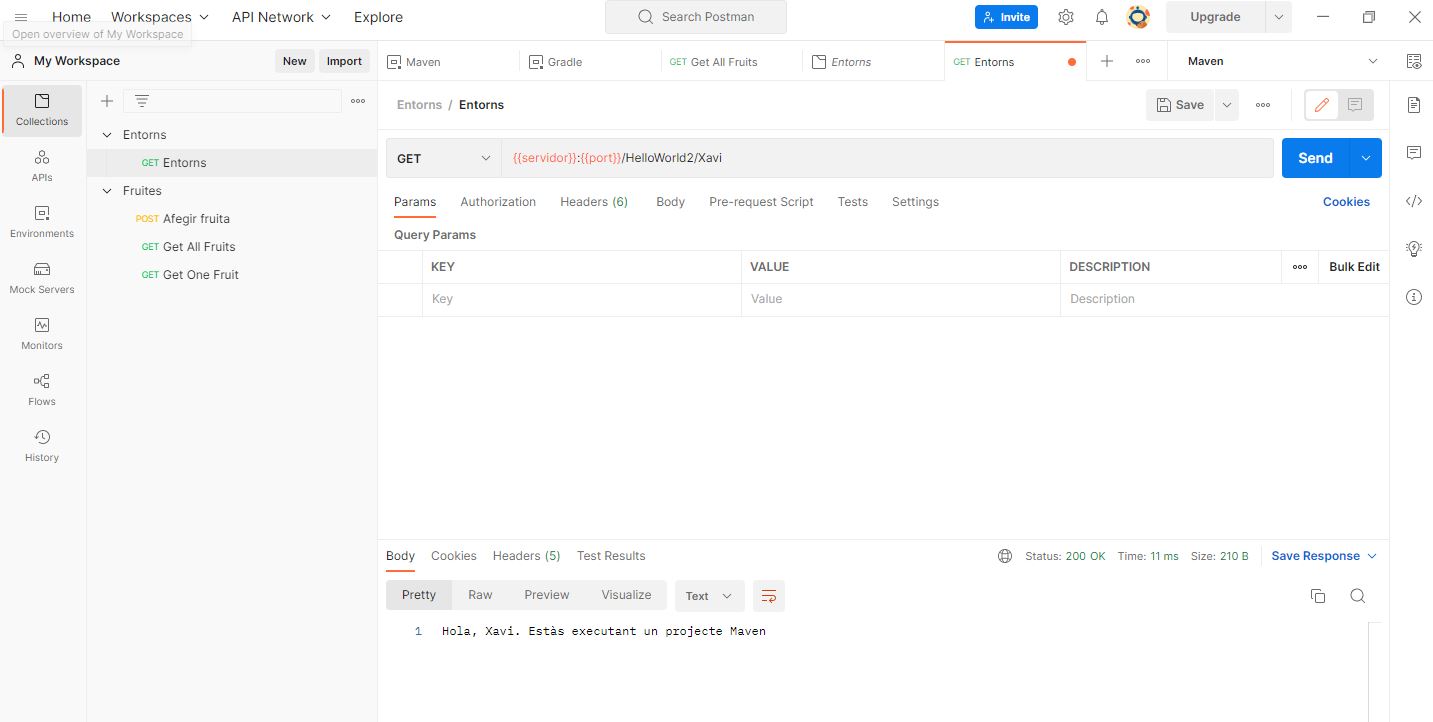 Home Workspaces API Network Explore Search Postman Invite Upgrade
Open overview of My Workspace
My Workspace New Import Maven Gradle GET Get All Fruits Entorns GET Entorns Maven
Collections
APIs
Environments
Mock Servers
Monitors
Flows
History
Entorns
GET Entorns
Fruites
POST Afegir fruita
GET Get All Fruits
GET Get One Fruit
Entorns / Entorns Save
GET {{servidor}}:{{port}}/HelloWorld2/Xavi Send
Params Authorization Headers (6) Body Pre-request Script Tests Settings Cookies
Query Params
KEY VALUE DESCRIPTION Bulk Edit
Key Value Description
Body Cookies Headers (5) Test Results Status: 200 OK Time: 11 ms Size: 210 B Save Response
Pretty Raw Preview Visualize Text
1 Hola, Xavi. Estàs executant un projecte Maven